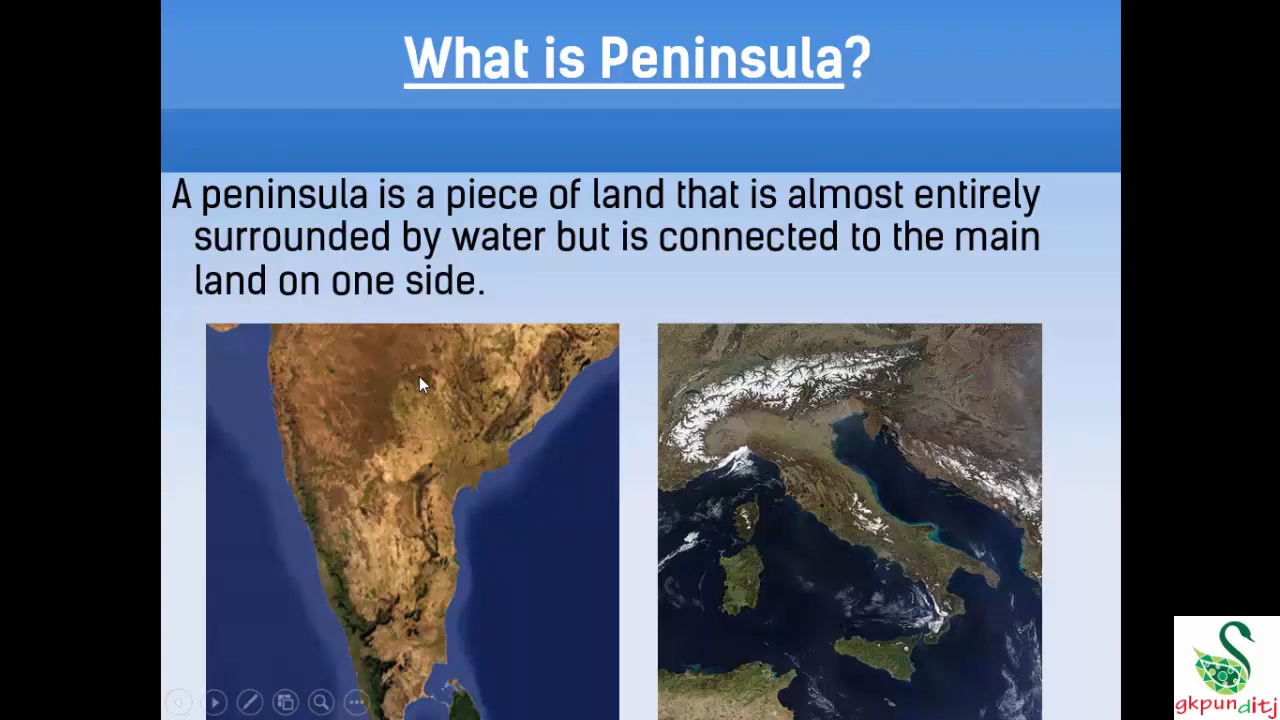 What is Peninsula?
A peninsula is a piece of land that is almost entirely
surrounded by water but is connected to the main
land on one side.
gkpunditj